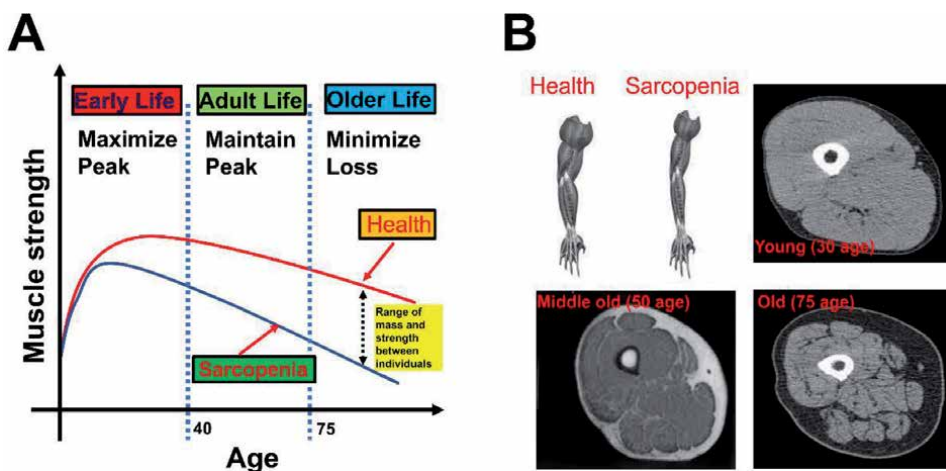 A
Early Life
Adult Life
Older Life
Maximize
Peak
Maintain
Peak
Minimize
Loss
Muscle strength
Health
Range of
mass and
strength
between
individuals
Sarcopenia
40
75
Age
B
Health
Sarcopenia
Young (30 age)
Middle old (50 age)
Old (75 age)